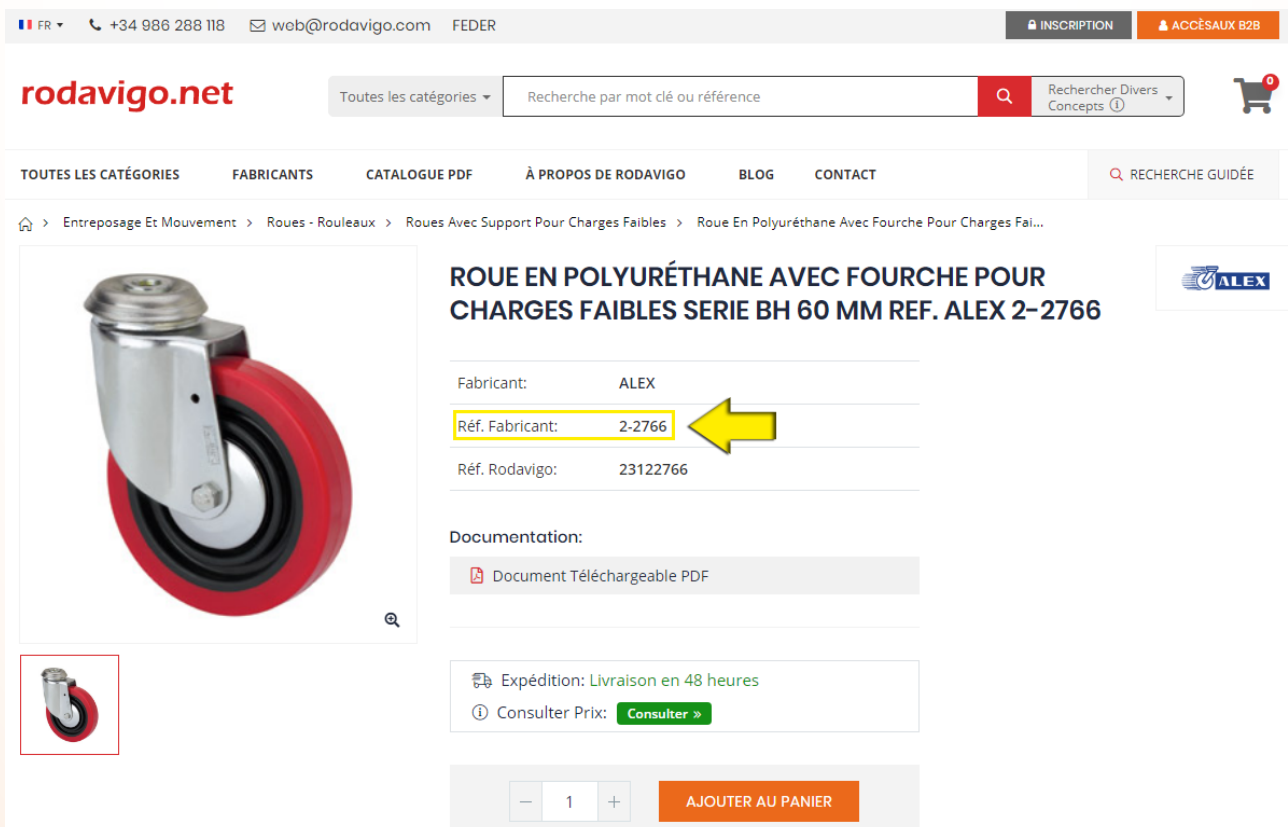 FR
+34 986 288 118
web@rodavigo.com
FEDER
INSCRIPTION
ACCÈSAUX B2B
rodavigo.net
Toutes les catégories
Recherche par mot clé ou référence
Rechercher Divers
Concepts
0
TOUTES LES CATÉGORIES
FABRICANTS
CATALOGUE PDF
À PROPOS DE RODAVIGO
BLOG
CONTACT
RECHERCHE GUIDÉE
> Entreposage Et Mouvement > Roues - Rouleaux > Roues Avec Support Pour Charges Faibles > Roue En Polyuréthane Avec Fourche Pour Charges Fai...
ROUE EN POLYURÉTHANE AVEC FOURCHE POUR
CHARGES FAIBLES SERIE BH 60 MM REF. ALEX 2-2766
ALEX
Fabricant: ALEX
Réf. Fabricant: 2-2766
Réf. Rodavigo: 23122766
Documentation:
Document Téléchargeable PDF
Expédition: Livraison en 48 heures
Consulter Prix: Consulter »
− 1 +
AJOUTER AU PANIER